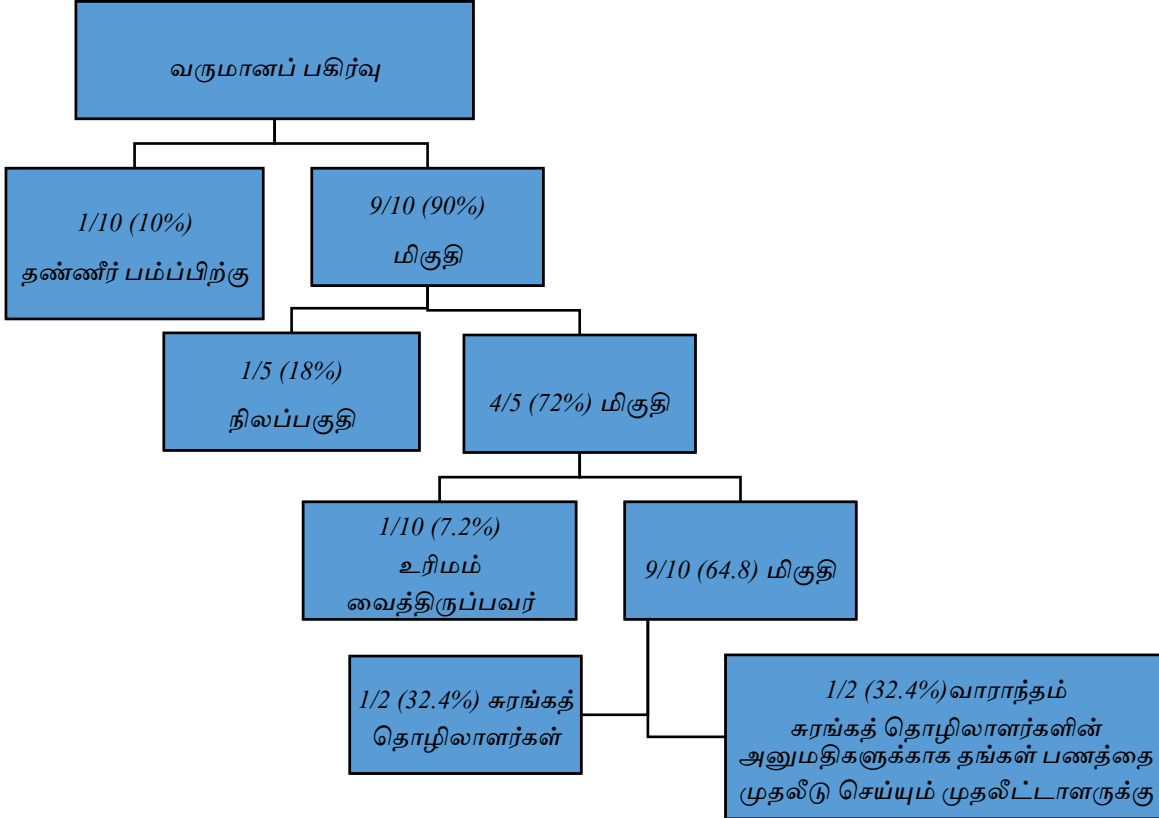 வருமானப் பகிர்வு
1/10 (10%)
தண்ணீர் பம்ப்பிற்கு
9/10 (90%)
மிகுதி
1/5 (18%)
நிலப்பகுதி
4/5 (72%) மிகுதி
1/10 (7.2%)
உரிமம்
வைத்திருப்பவர்
9/10 (64.8) மிகுதி
1/2 (32.4%) சுரங்கத்
தொழிலாளர்கள்
1/2 (32.4%)வாராந்தம்
சுரங்கத் தொழிலாளர்களின்
அனுமதிகளுக்காக தங்கள் பணத்தை
முதலீடு செய்யும் முதலீட்டாளருக்கு